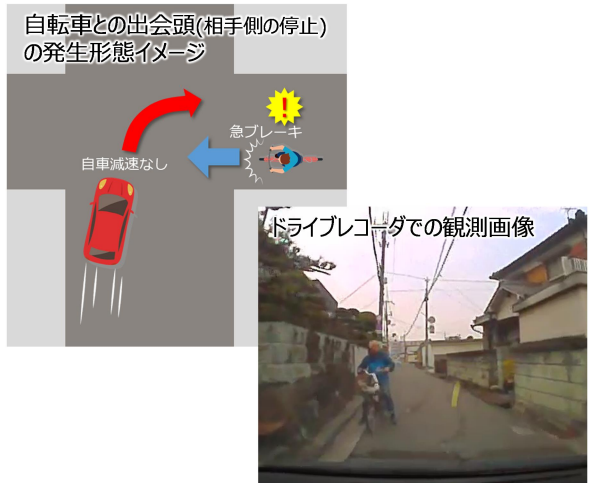 自転車との出会頭(相手側の停止)
の発生形態イメージ
!
急ブレーキ
自車減速なし
ドライブレコーダでの観測画像